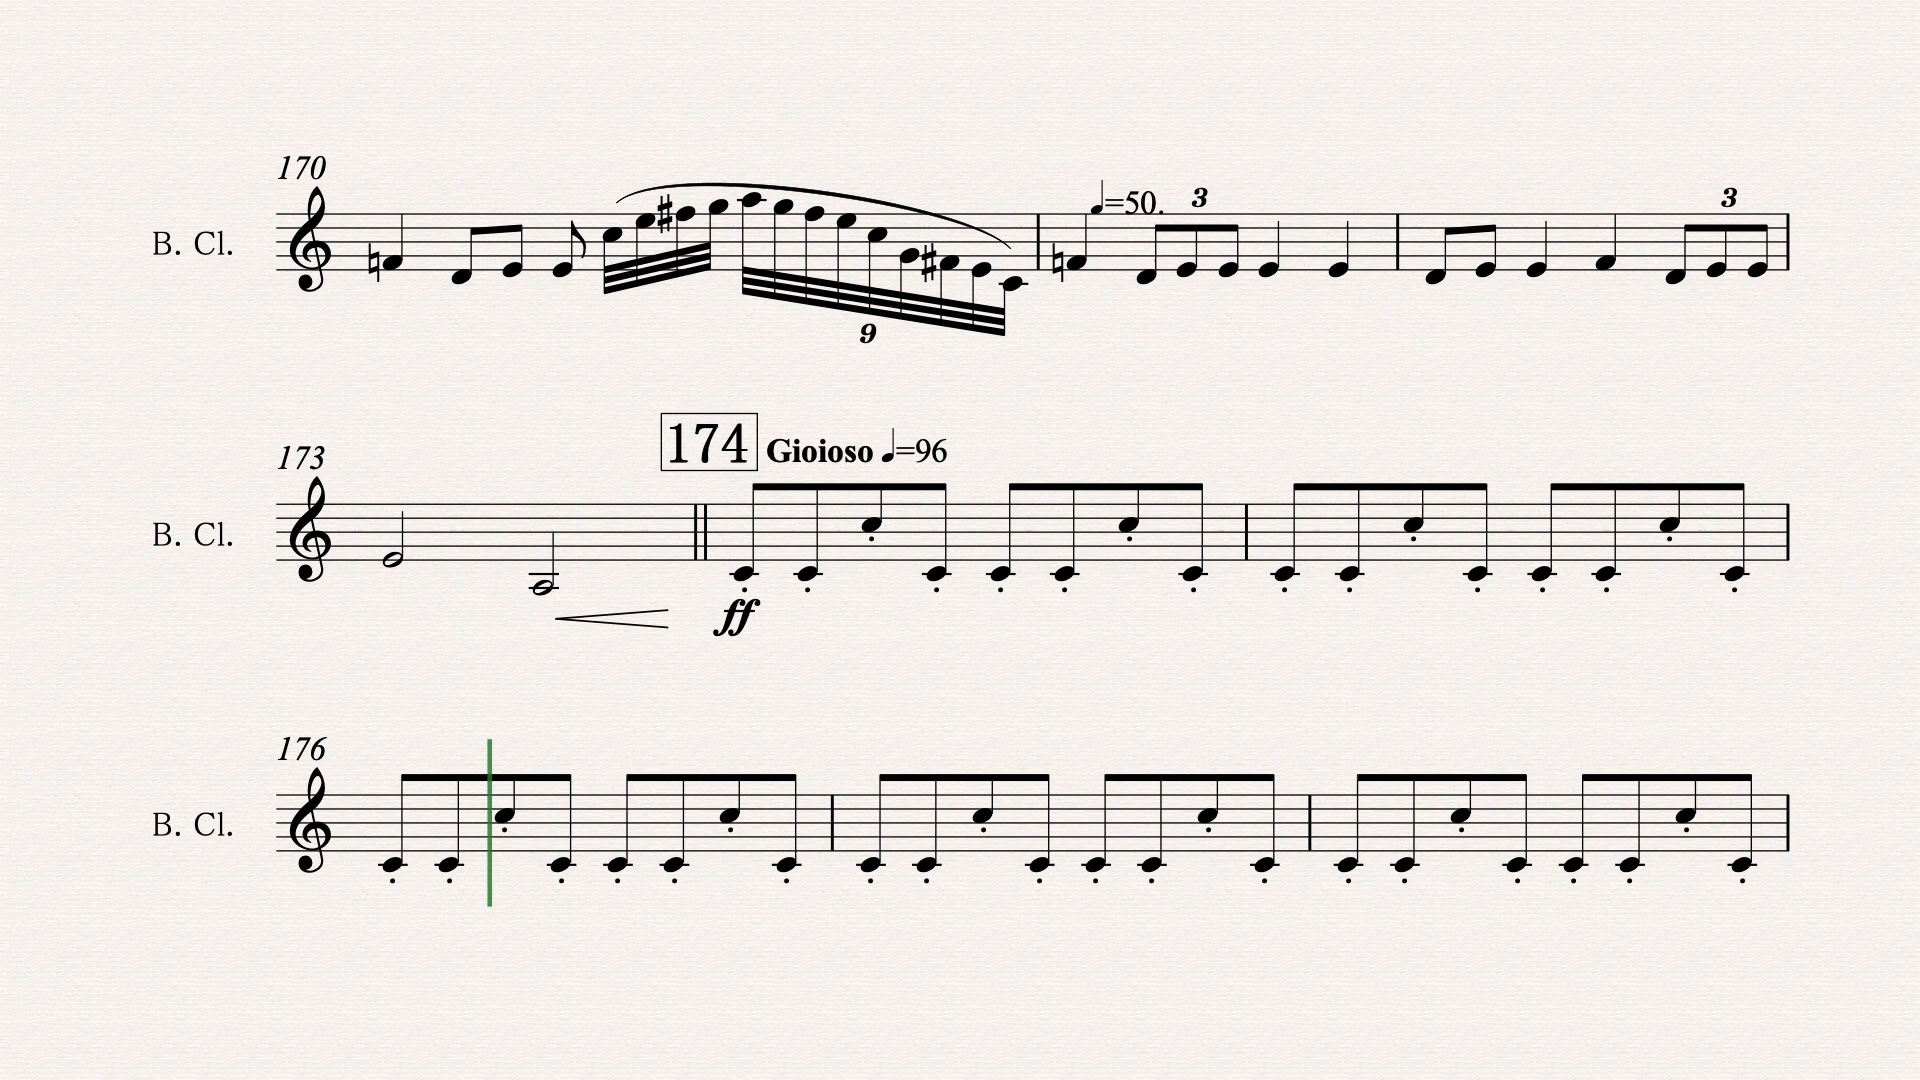 170
♩=50.
3
3
B. Cl.
9
174 Gioioso ♩=96
173
B. Cl.
ff
176
B. Cl.